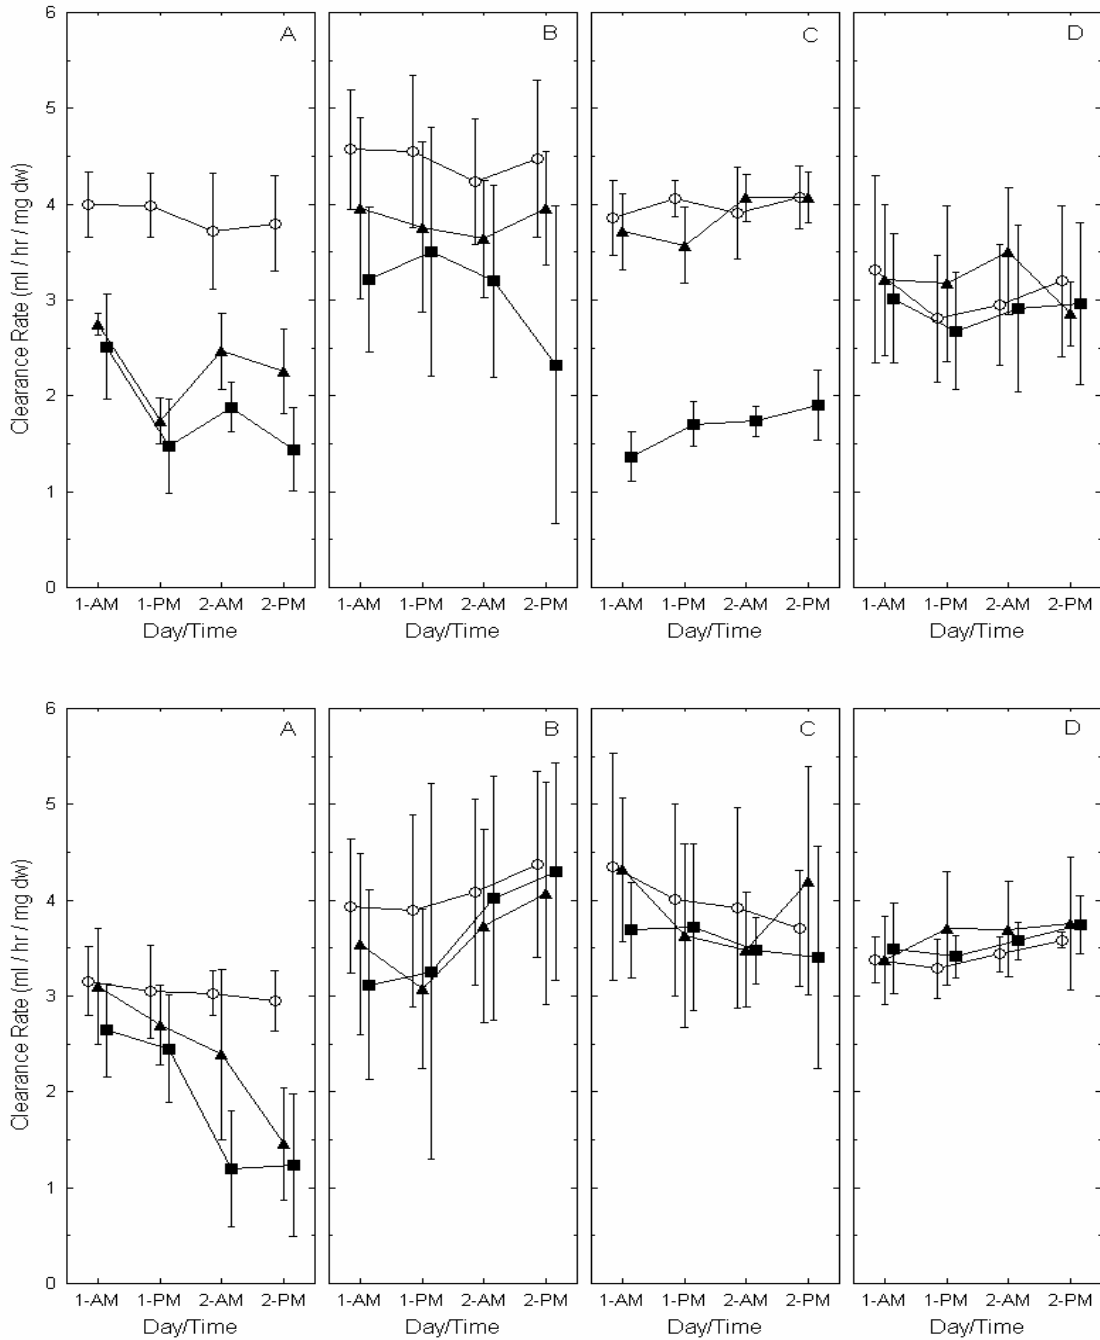 6 A B C D
5
4
3
2
1
0
Clearance Rate (ml / hr / mg dw)
1-AM 1-PM 2-AM 2-PM 1-AM 1-PM 2-AM 2-PM 1-AM 1-PM 2-AM 2-PM 1-AM 1-PM 2-AM 2-PM
Day/Time Day/Time Day/Time Day/Time
6 A B C D
5
4
3
2
1
0
Clearance Rate (ml / hr / mg dw)
1-AM 1-PM 2-AM 2-PM 1-AM 1-PM 2-AM 2-PM 1-AM 1-PM 2-AM 2-PM 1-AM 1-PM 2-AM 2-PM
Day/Time Day/Time Day/Time Day/Time